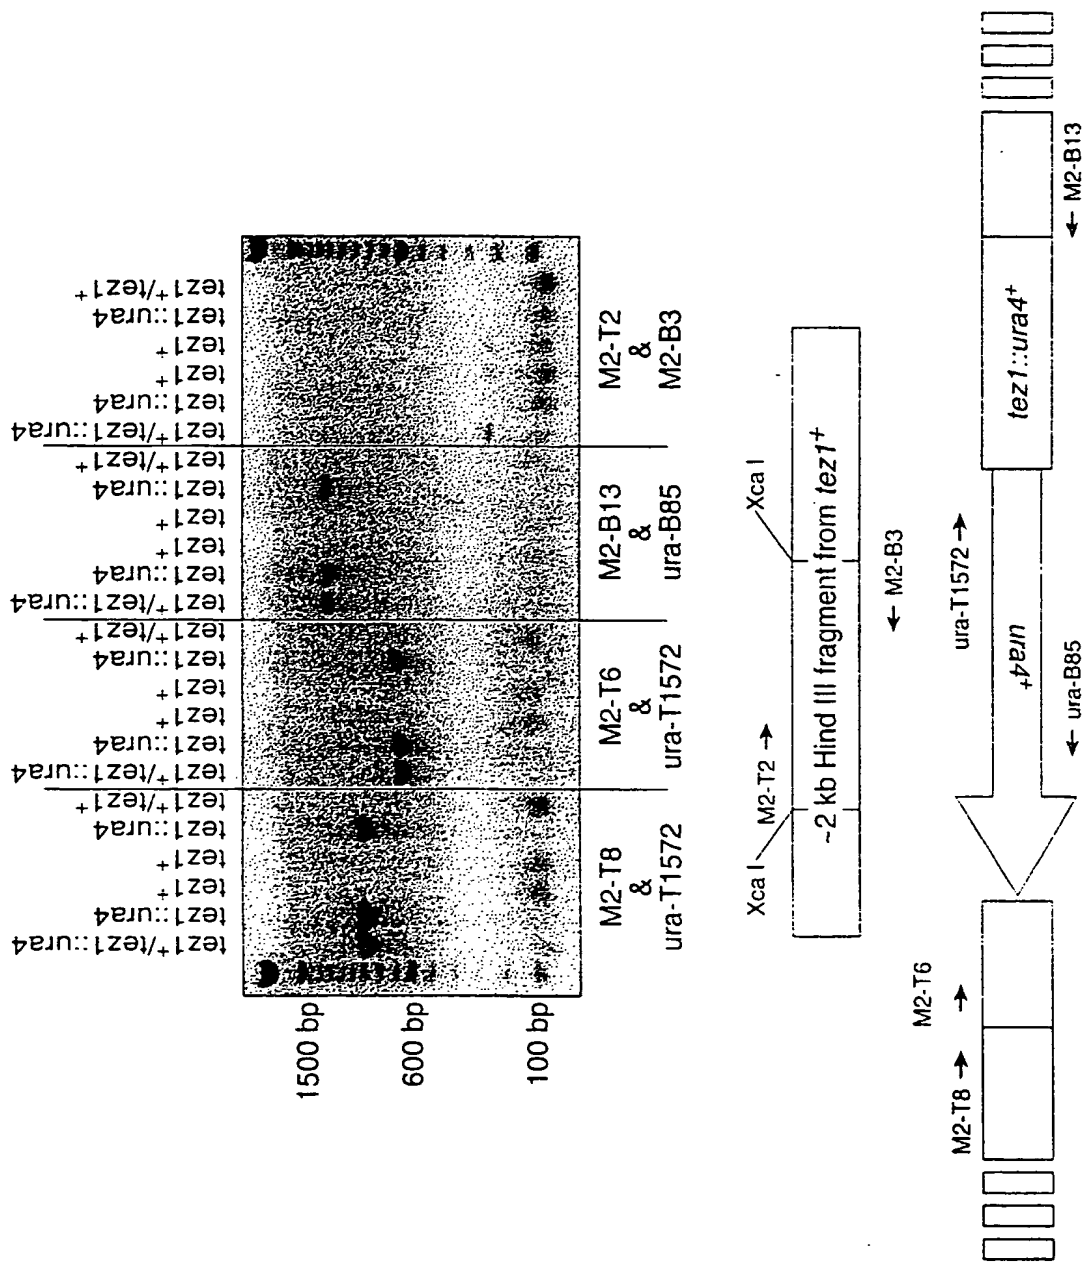 tez1⁺/tez1⁺
tez1::ura4
tez1⁺
tez1⁺
tez1::ura4
tez1⁺/tez1::ura4
tez1⁺/tez1⁺
tez1::ura4
tez1⁺
tez1⁺
tez1::ura4
tez1⁺/tez1::ura4
tez1⁺/tez1⁺
tez1::ura4
tez1⁺
tez1⁺
tez1::ura4
tez1⁺/tez1::ura4
tez1⁺/tez1⁺
tez1::ura4
tez1⁺
tez1⁺
tez1::ura4
tez1⁺/tez1::ura4
1500 bp
600 bp
100 bp
M2-T8
&
ura-T1572
M2-T6
&
ura-T1572
M2-B13
&
ura-B85
M2-T2
&
M2-B3
Xca I
M2-T2 →
Xca I
~2 kb Hind III fragment from tez1⁺
← M2-B3
M2-T8 →
M2-T6
→
ura-T1572 →
ura4⁺
tez1::ura4⁺
← ura-B85
← M2-B13